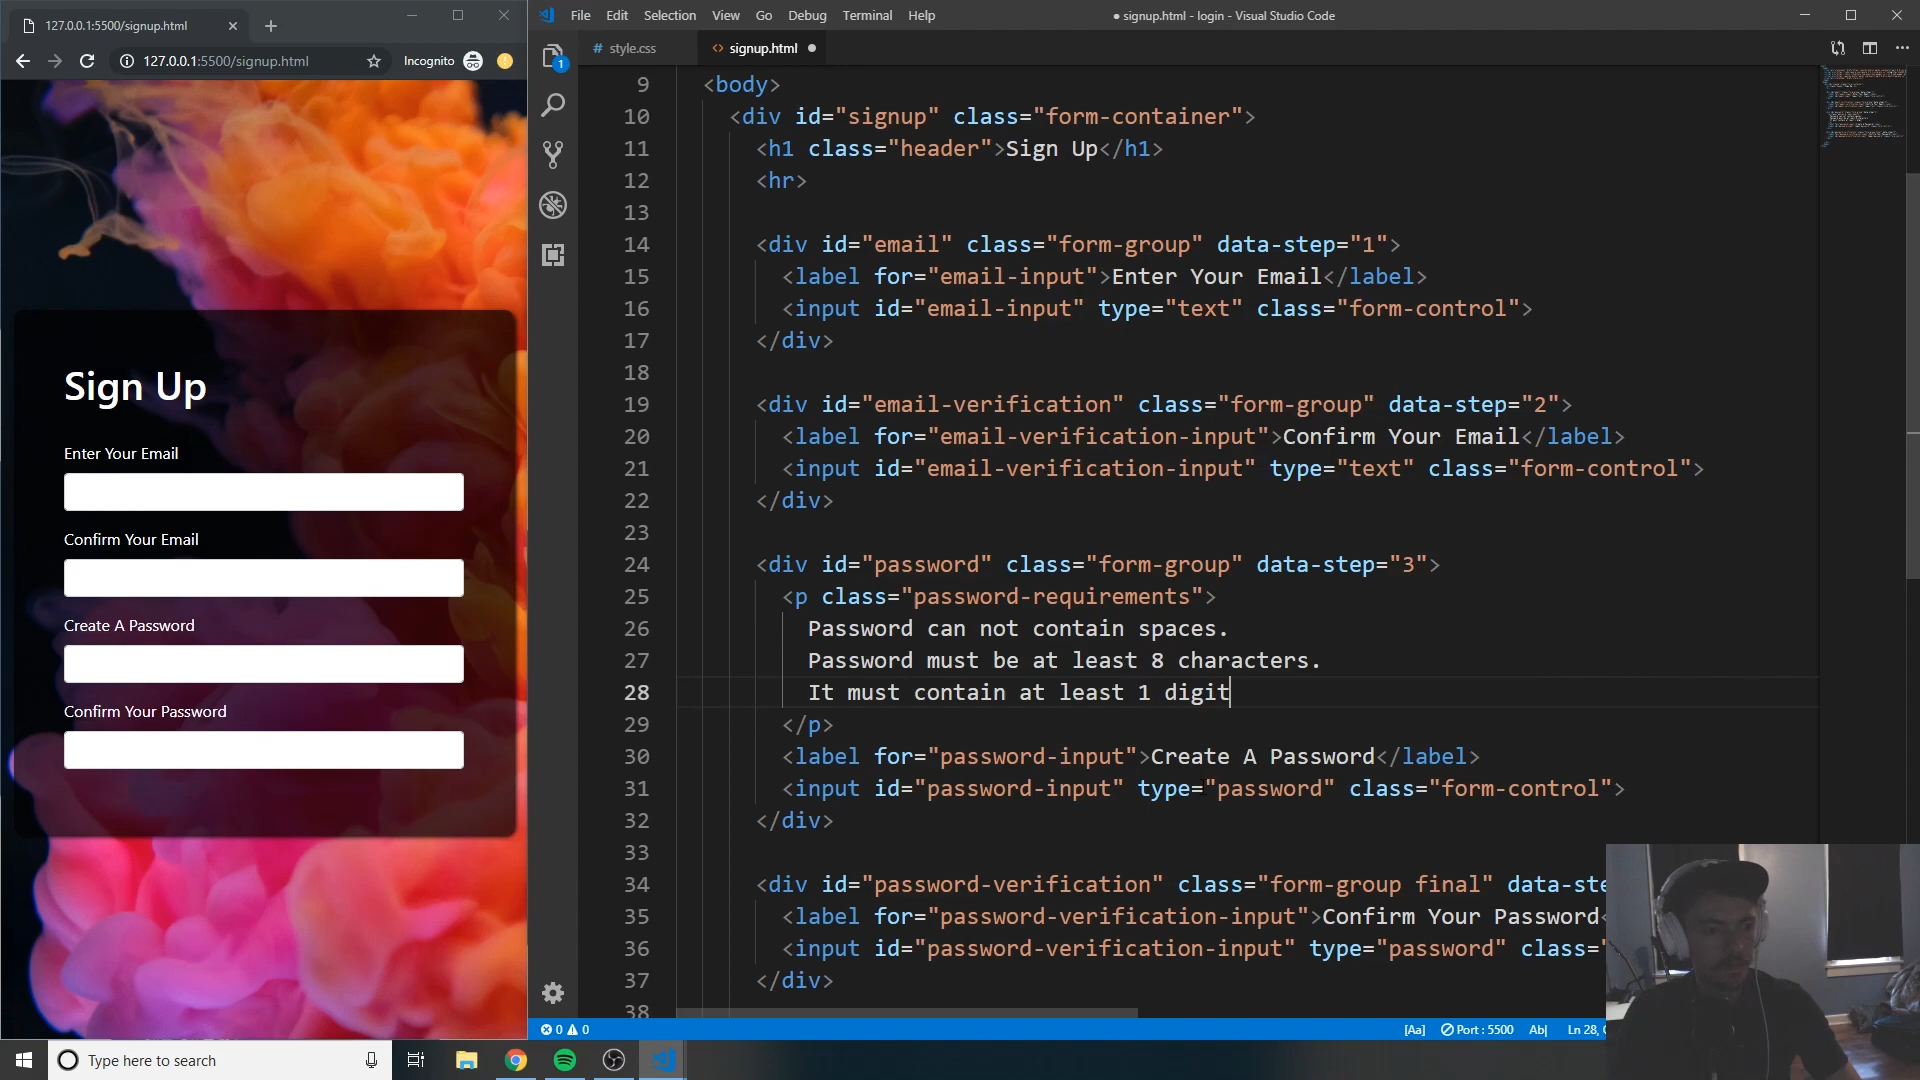 127.0.0.1:5500/signup.html
127.0.0.1:5500/signup.html
Incognito
Sign Up
Enter Your Email
Confirm Your Email
Create A Password
Confirm Your Password
File Edit Selection View Go Debug Terminal Help
● signup.html - login - Visual Studio Code
# style.css
<> signup.html
1
9 <body>
10 <div id="signup" class="form-container">
11 <h1 class="header">Sign Up</h1>
12 <hr>
13
14 <div id="email" class="form-group" data-step="1">
15 <label for="email-input">Enter Your Email</label>
16 <input id="email-input" type="text" class="form-control">
17 </div>
18
19 <div id="email-verification" class="form-group" data-step="2">
20 <label for="email-verification-input">Confirm Your Email</label>
21 <input id="email-verification-input" type="text" class="form-control">
22 </div>
23
24 <div id="password" class="form-group" data-step="3">
25 <p class="password-requirements">
26 Password can not contain spaces.
27 Password must be at least 8 characters.
28 It must contain at least 1 digit
29 </p>
30 <label for="password-input">Create A Password</label>
31 <input id="password-input" type="password" class="form-control">
32 </div>
33
34 <div id="password-verification" class="form-group final" data-ste
35 <label for="password-verification-input">Confirm Your Password<
36 <input id="password-verification-input" type="password" class="
37 </div>
38
0 0
[Aa] Port : 5500 Ab| Ln 28,
Type here to search